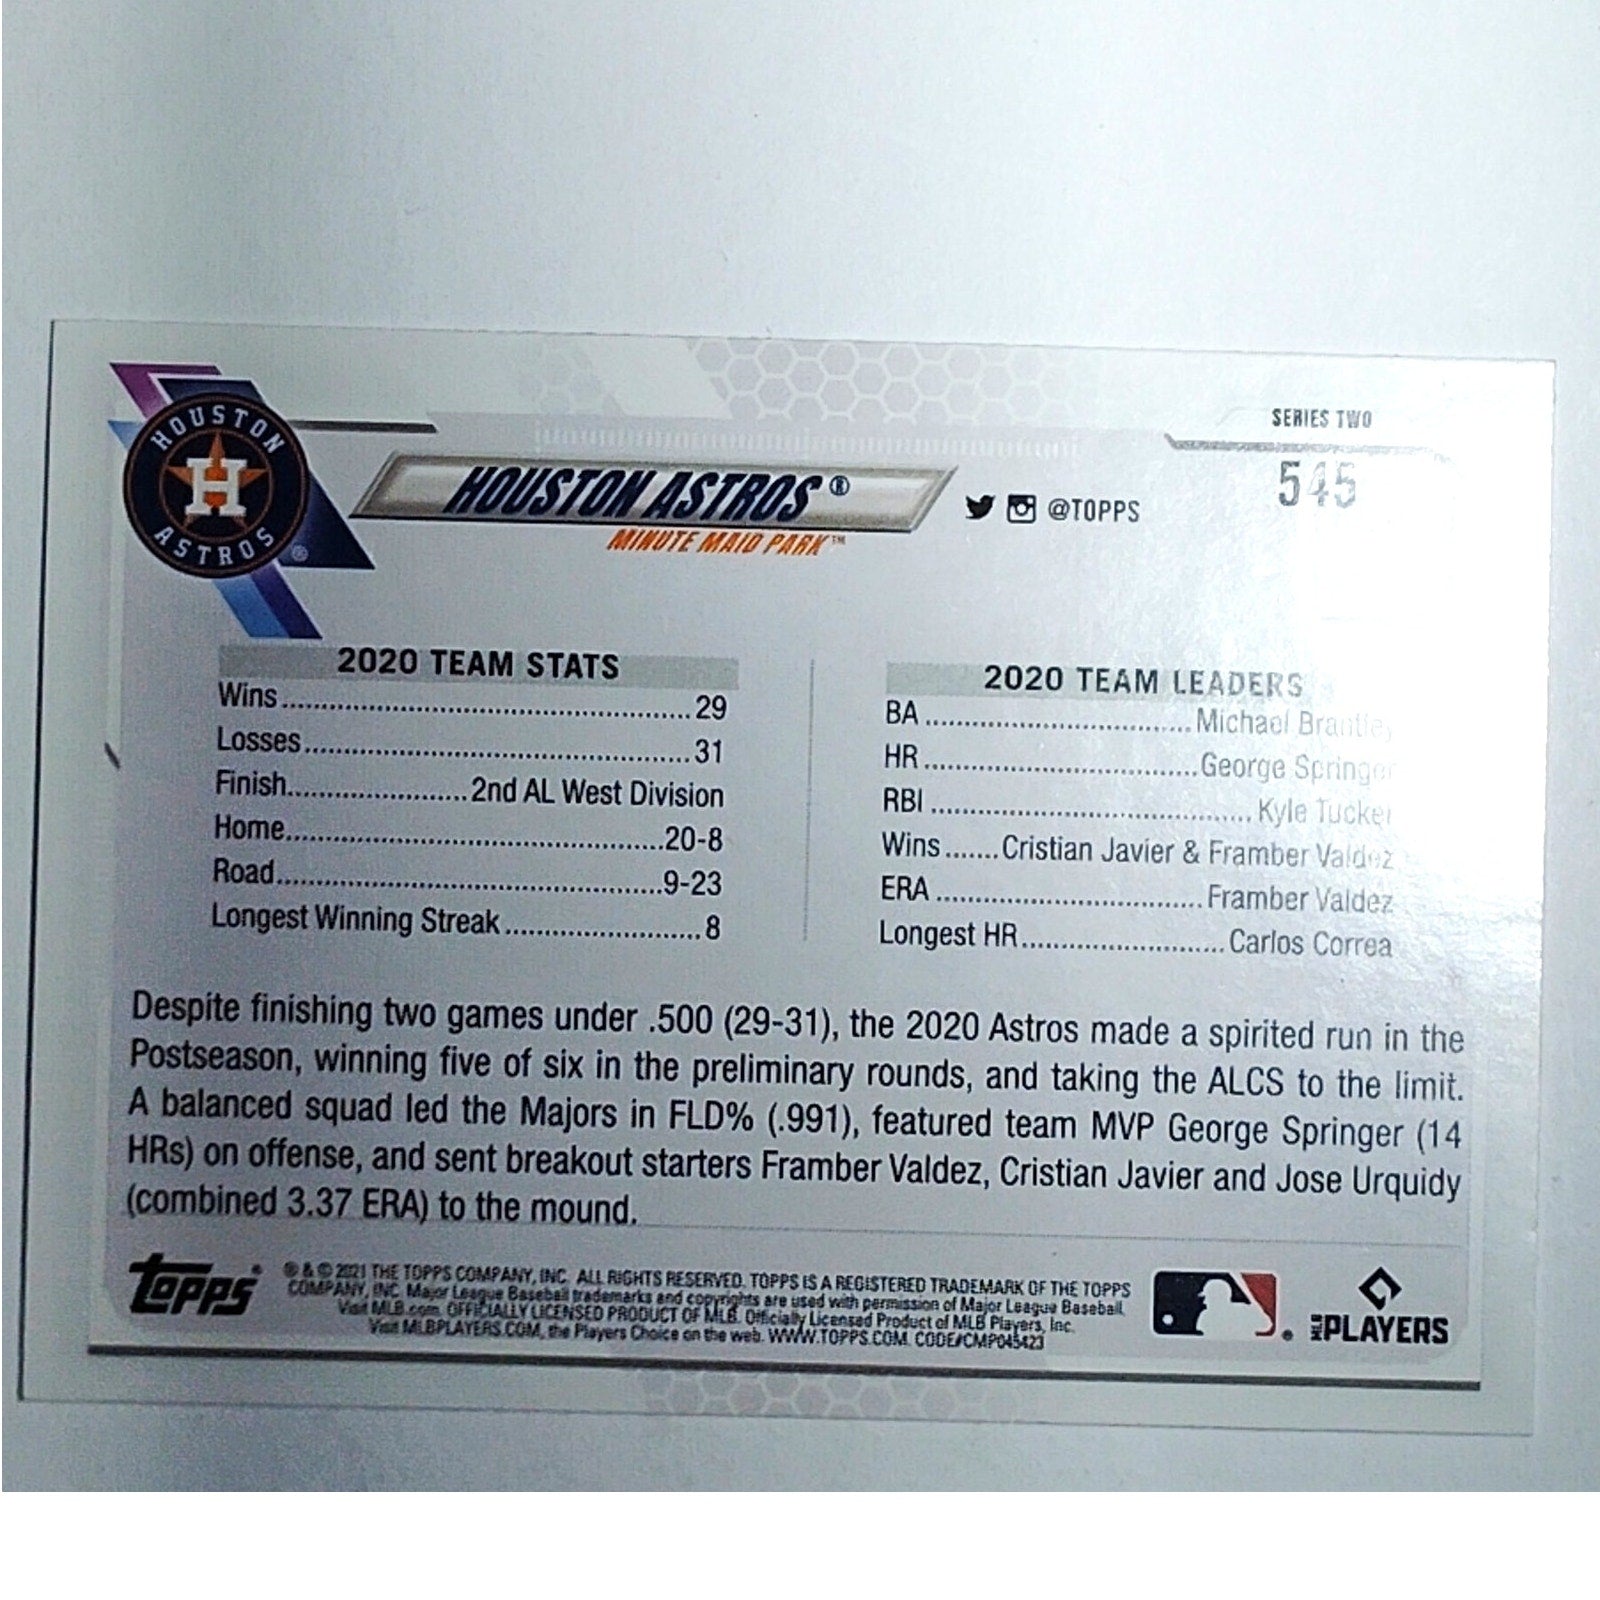 SERIES TWO
545
HOUSTON
ASTROS
HOUSTON ASTROS®
MINUTE MAID PARK™
@TOPPS
2020 TEAM STATS
Wins 29
Losses 31
Finish 2nd AL West Division
Home 20-8
Road 9-23
Longest Winning Streak 8
2020 TEAM LEADERS
BA Michael Brantley
HR George Springer
RBI Kyle Tucker
Wins Cristian Javier & Framber Valdez
ERA Framber Valdez
Longest HR Carlos Correa
Despite finishing two games under .500 (29-31), the 2020 Astros made a spirited run in the
Postseason, winning five of six in the preliminary rounds, and taking the ALCS to the limit.
A balanced squad led the Majors in FLD% (.991), featured team MVP George Springer (14
HRs) on offense, and sent breakout starters Framber Valdez, Cristian Javier and Jose Urquidy
(combined 3.37 ERA) to the mound.
Topps
® & © 2021 THE TOPPS COMPANY, INC. ALL RIGHTS RESERVED. TOPPS IS A REGISTERED TRADEMARK OF THE TOPPS
COMPANY, INC. Major League Baseball trademarks and copyrights are used with permission of Major League Baseball.
Visit MLB.com. OFFICIALLY LICENSED PRODUCT OF MLB. Officially Licensed Product of MLB Players, Inc.
Visit MLBPLAYERS.COM, the Players Choice on the web. WWW.TOPPS.COM. CODE#CMP045423
MLB PLAYERS